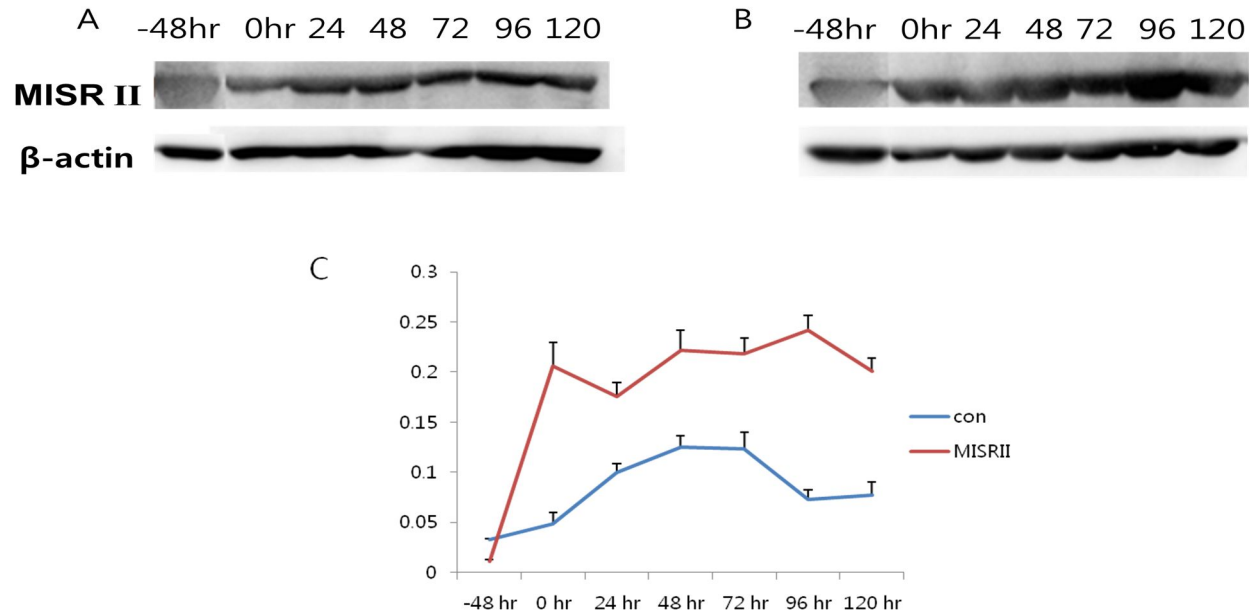 A
-48hr 0hr 24 48 72 96 120
B
-48hr 0hr 24 48 72 96 120
MISR II
β-actin
C
0.3
0.25
0.2
0.15
0.1
0.05
0
-48 hr 0 hr 24 hr 48 hr 72 hr 96 hr 120 hr
con
MISRII